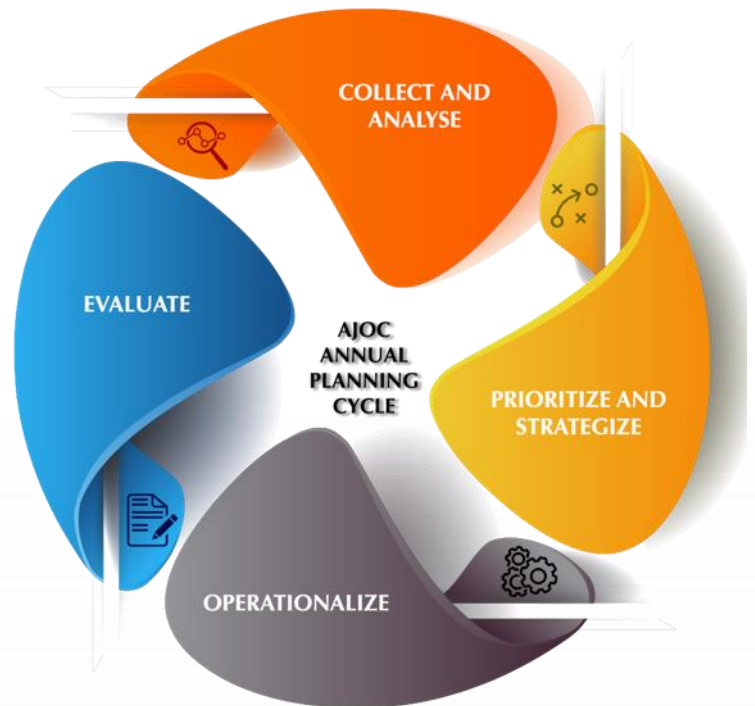 COLLECT AND
ANALYSE
EVALUATE
AJOC
ANNUAL
PLANNING
CYCLE
PRIORITIZE AND
STRATEGIZE
OPERATIONALIZE